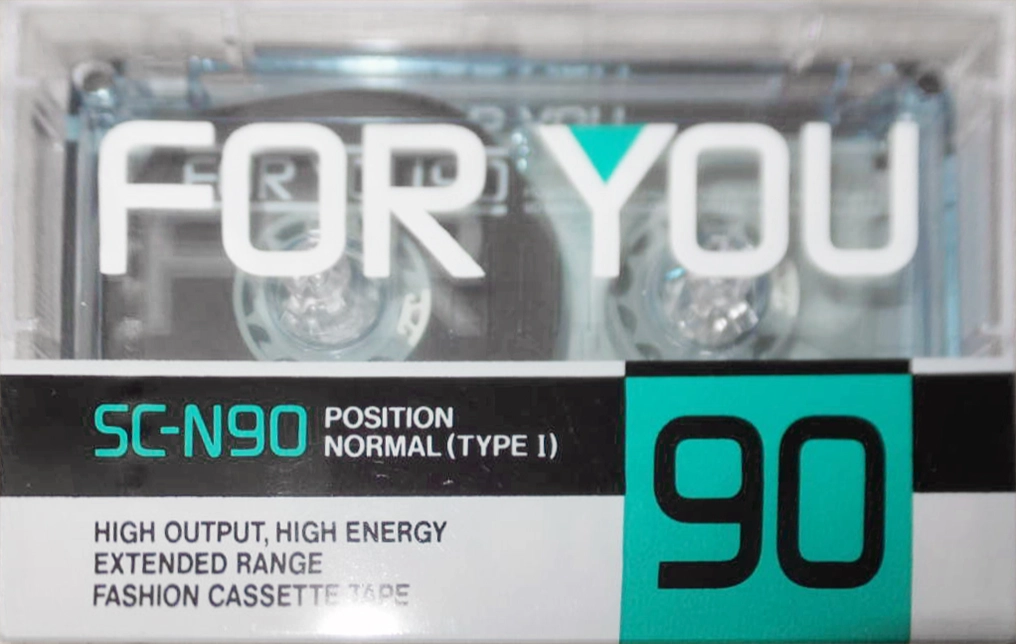 FOR YOU
SC-N90
POSITION
NORMAL (TYPE I)
90
HIGH OUTPUT, HIGH ENERGY
EXTENDED RANGE
FASHION CASSETTE TAPE